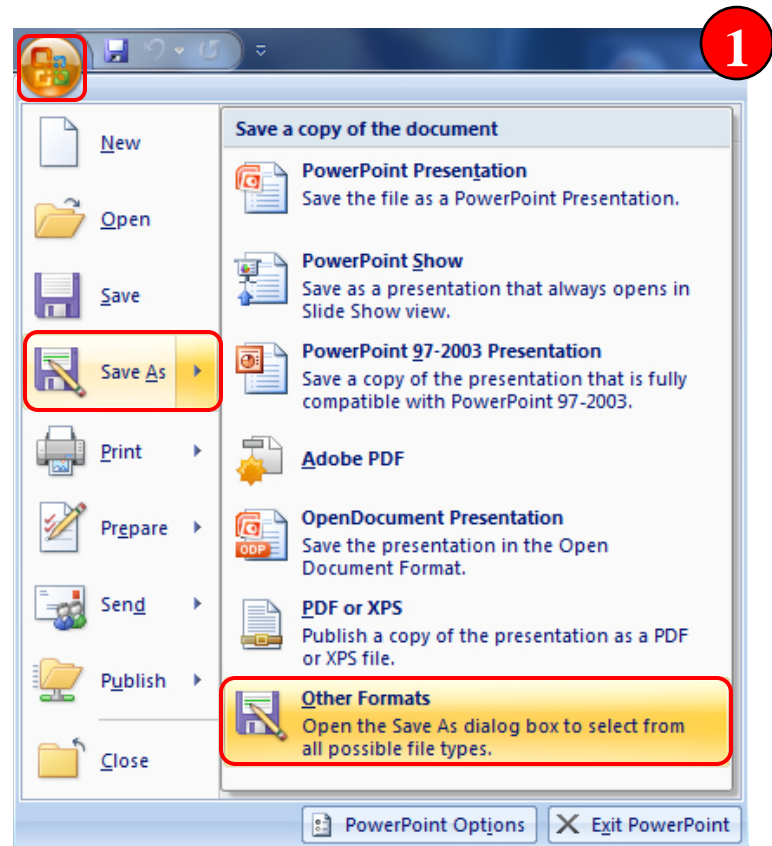 1
New
Open
Save
Save As
Print
Prepare
Send
Publish
Close
Save a copy of the document
PowerPoint Presentation
Save the file as a PowerPoint Presentation.
PowerPoint Show
Save as a presentation that always opens in
Slide Show view.
PowerPoint 97-2003 Presentation
Save a copy of the presentation that is fully
compatible with PowerPoint 97-2003.
Adobe PDF
OpenDocument Presentation
Save the presentation in the Open
Document Format.
ODP
PDF or XPS
Publish a copy of the presentation as a PDF
or XPS file.
Other Formats
Open the Save As dialog box to select from
all possible file types.
PowerPoint Options
Exit PowerPoint